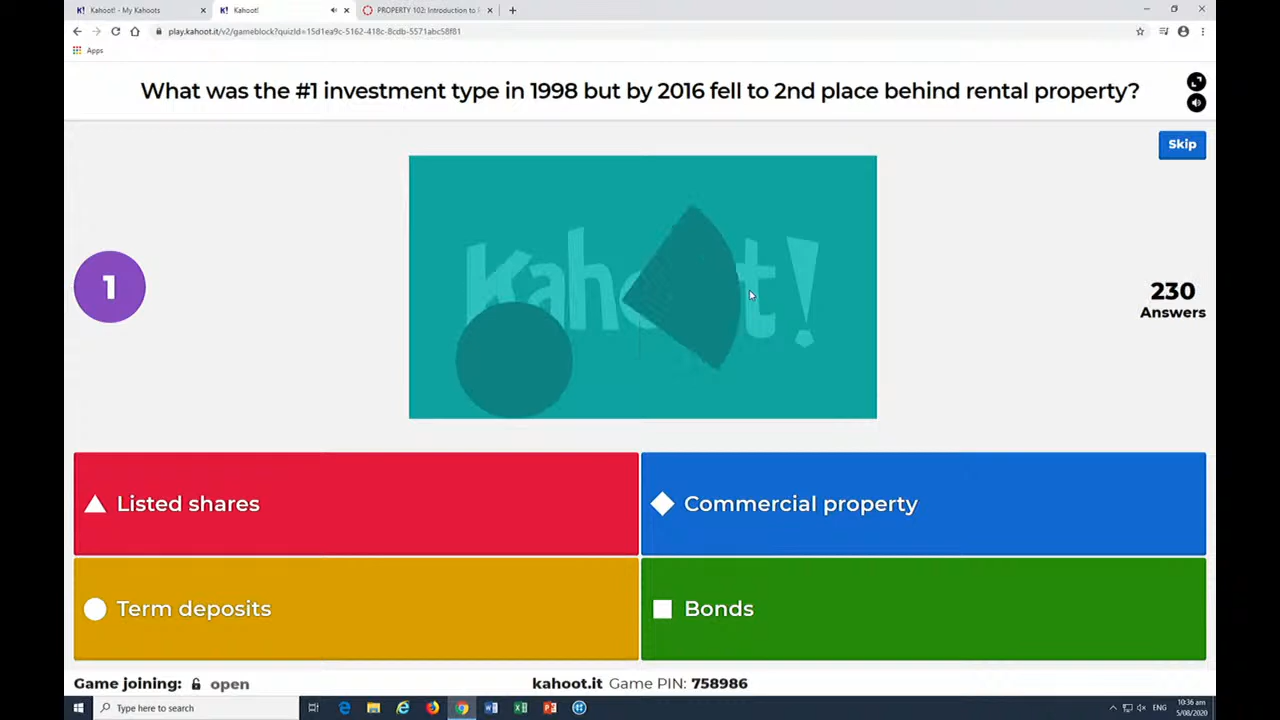 Kahoot! - My Kahoots
Kahoot!
PROPERTY 102: Introduction to
play.kahoot.it/v2/gameblock?quizId=15d1ea9c-5162-418c-8cdb-5571abc58f81
Apps
What was the #1 investment type in 1998 but by 2016 fell to 2nd place behind rental property?
Skip
Kahoot!
1
230
Answers
Listed shares
Commercial property
Term deposits
Bonds
Game joining: open
kahoot.it Game PIN: 758986
Type here to search
ENG
10:36 am
5/08/2020